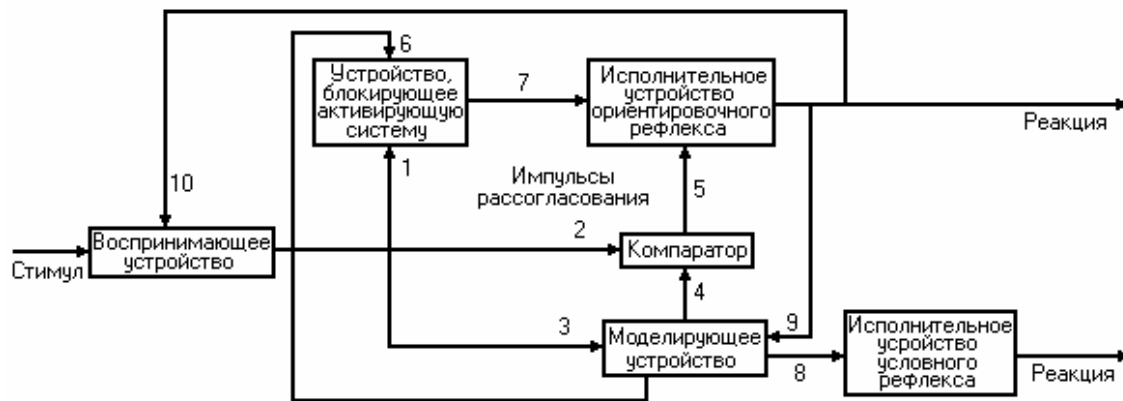 6
Устройство,
блокирующее
активирующую
систему
7
Исполнительное
устройство
ориентировочного
рефлекса
Реакция
1
Импульсы
рассогласования
5
10
Воспринимающее
устройство
Стимул
2
Компаратор
4
3
Моделирующее
устройство
9
8
Исполнительное
усройство
условного
рефлекса
Реакция